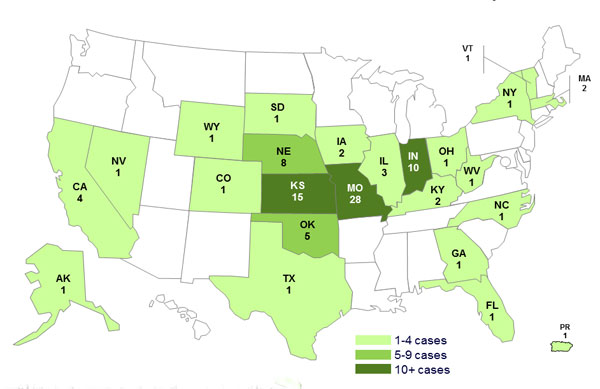 VT
1
MA
2
NY
1
SD
1
WY
1
IA
2
NE
8
OH
1
IL
3
IN
10
NV
1
WV
1
CO
1
KS
15
MO
28
KY
2
CA
4
NC
1
OK
5
GA
1
AK
1
TX
1
FL
1
PR
1
1-4 cases
5-9 cases
10+ cases